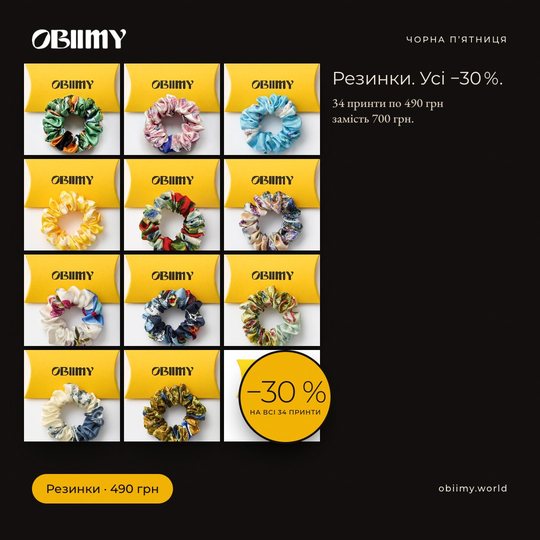 OBIIMY
ЧОРНА П'ЯТНИЦЯ
Резинки. Усі −30 %.
34 принти по 490 грн
замість 700 грн.
OBIIMY OBIIMY OBIIMY
OBIIMY OBIIMY OBIIMY
OBIIMY OBIIMY OBIIMY
OBIIMY OBIIMY
−30 %
НА ВСІ 34 ПРИНТИ
Резинки · 490 грн
obiimy.world